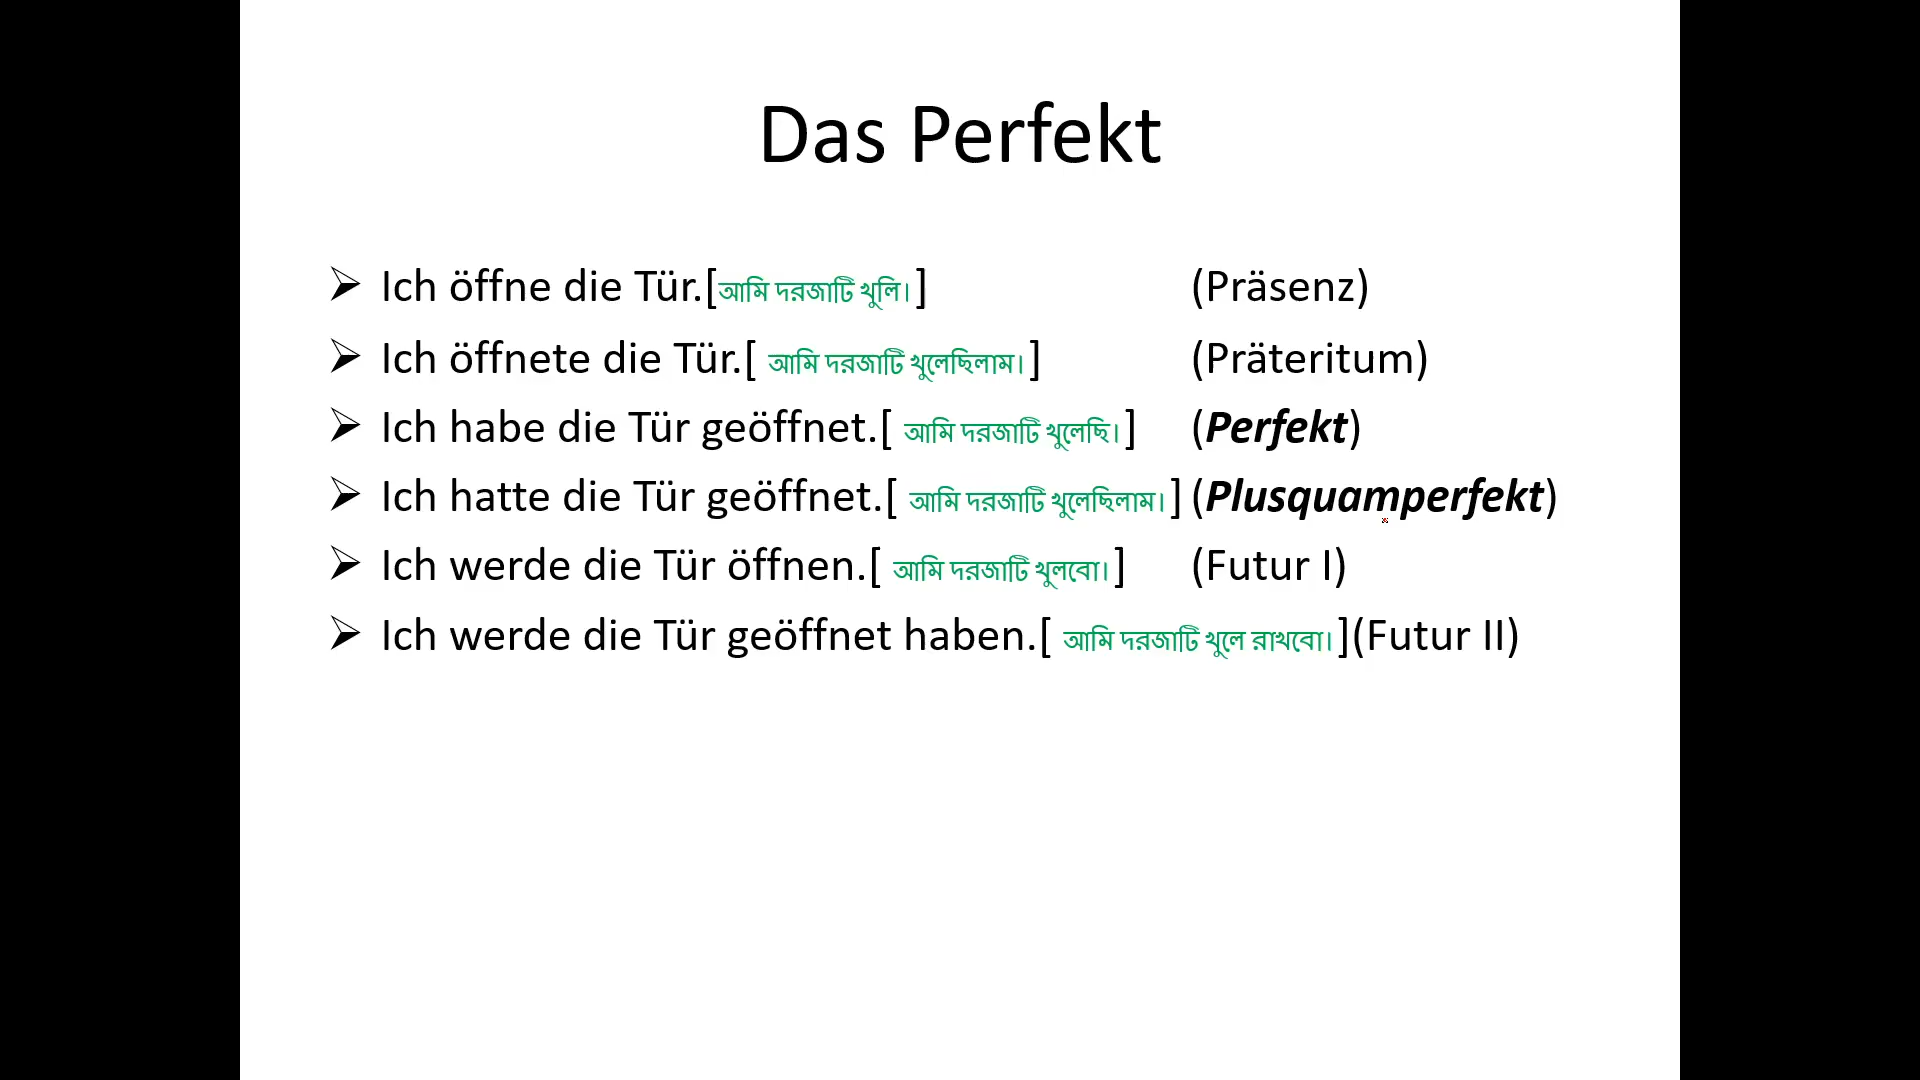 Das Perfekt
➢ Ich öffne die Tür.[আমি দরজাটি খুলি।] (Präsenz)
➢ Ich öffnete die Tür.[ আমি দরজাটি খুলেছিলাম।] (Präteritum)
➢ Ich habe die Tür geöffnet.[ আমি দরজাটি খুলেছি।] (Perfekt)
➢ Ich hatte die Tür geöffnet.[ আমি দরজাটি খুলেছিলাম।] (Plusquamperfekt)
➢ Ich werde die Tür öffnen.[ আমি দরজাটি খুলবো।] (Futur I)
➢ Ich werde die Tür geöffnet haben.[ আমি দরজাটি খুলে রাখবো।](Futur II)